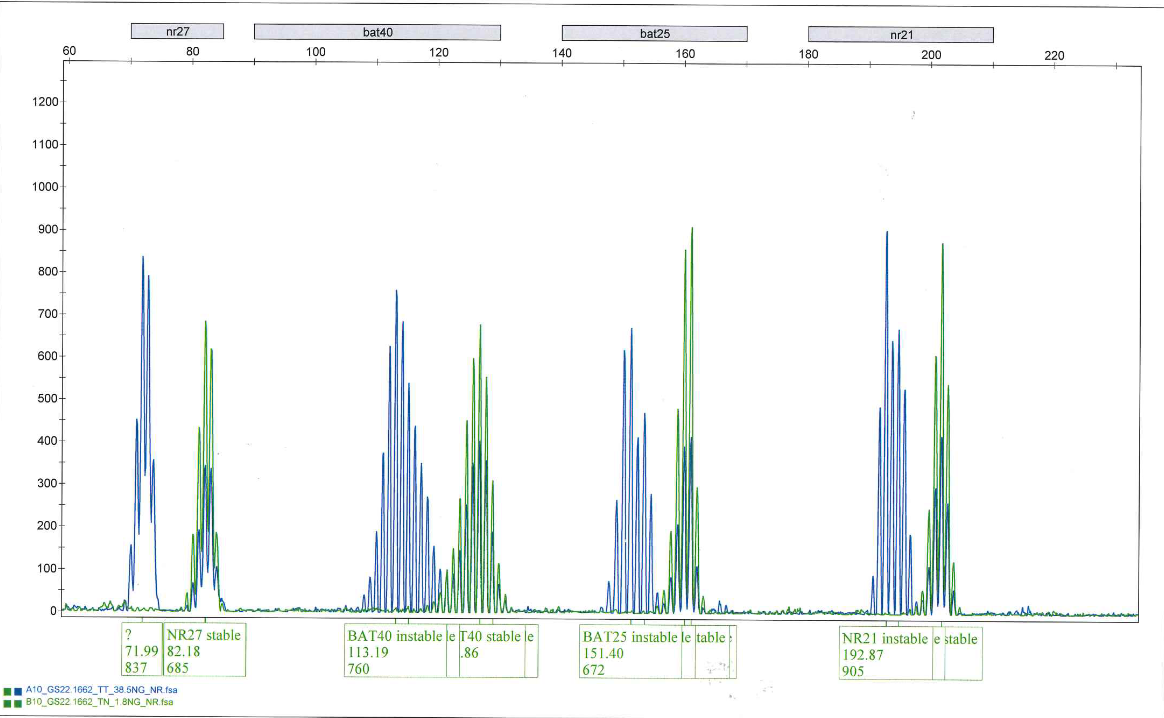 nr27 bat40 bat25 nr21
60 80 100 120 140 160 180 200 220
1200
1100
1000
900
800
700
600
500
400
300
200
100
0
? NR27 stable BAT40 instable le T40 stable le BAT25 instable le table NR21 instable e stable
71.99 82.18 113.19 .86 151.40 192.87
837 685 760 672 905
A10_GS22.1662_TT_38.5NG_NR.fsa
B10_GS22.1662_TN_1.8NG_NR.fsa